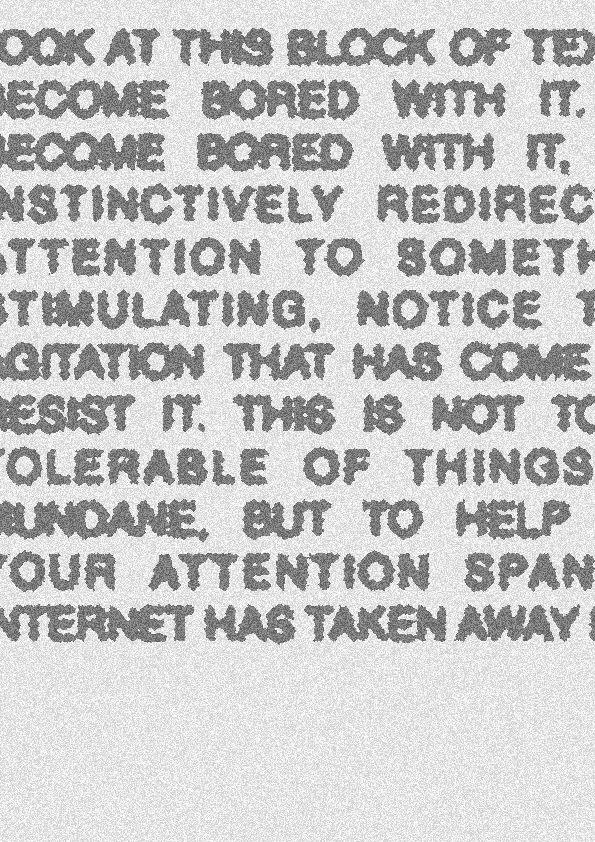 OOK AT THIS BLOCK OF TEX
BECOME BORED WITH IT.
BECOME BORED WITH IT,
INSTINCTIVELY REDIREC
ATTENTION TO SOMETH
STIMULATING, NOTICE T
AGITATION THAT HAS COME
RESIST IT. THIS IS NOT TO
TOLERABLE OF THINGS
MUNDANE, BUT TO HELP
YOUR ATTENTION SPAN
INTERNET HAS TAKEN AWAY